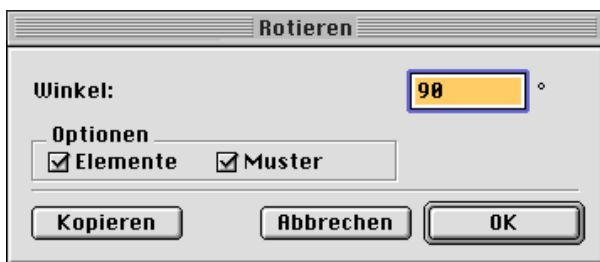 Rotieren
Winkel: 90 °
Optionen
Elemente Muster
Kopieren Abbrechen OK